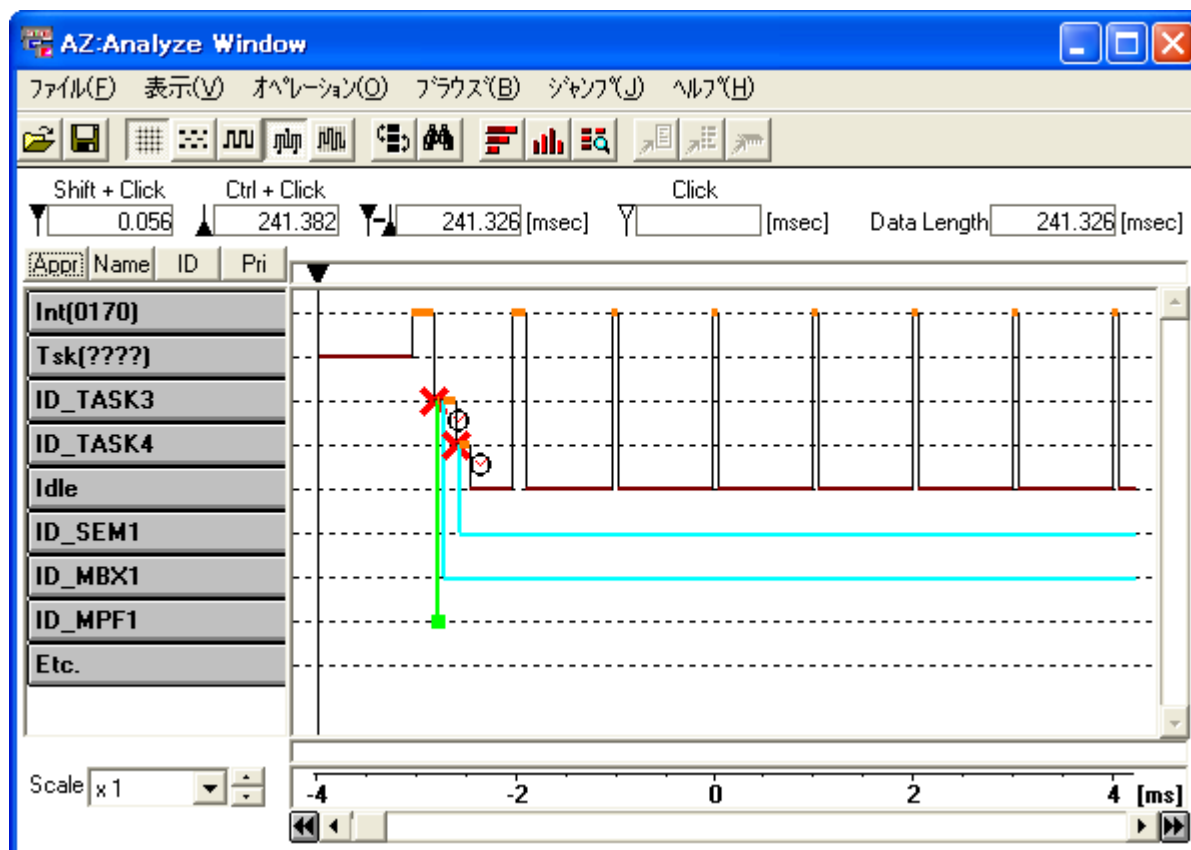 AZ:Analyze Window
ファイル(F) 表示(V) オペレーション(O) ブラウズ(B) ジャンプ(J) ヘルプ(H)
Shift + Click Ctrl + Click Click
0.056 241.382 241.326 [msec] [msec] Data Length 241.326 [msec]
Appr Name ID Pri
Int(0170)
Tsk(????)
ID_TASK3
ID_TASK4
Idle
ID_SEM1
ID_MBX1
ID_MPF1
Etc.
Scale x 1
-4 -2 0 2 4 [ms]